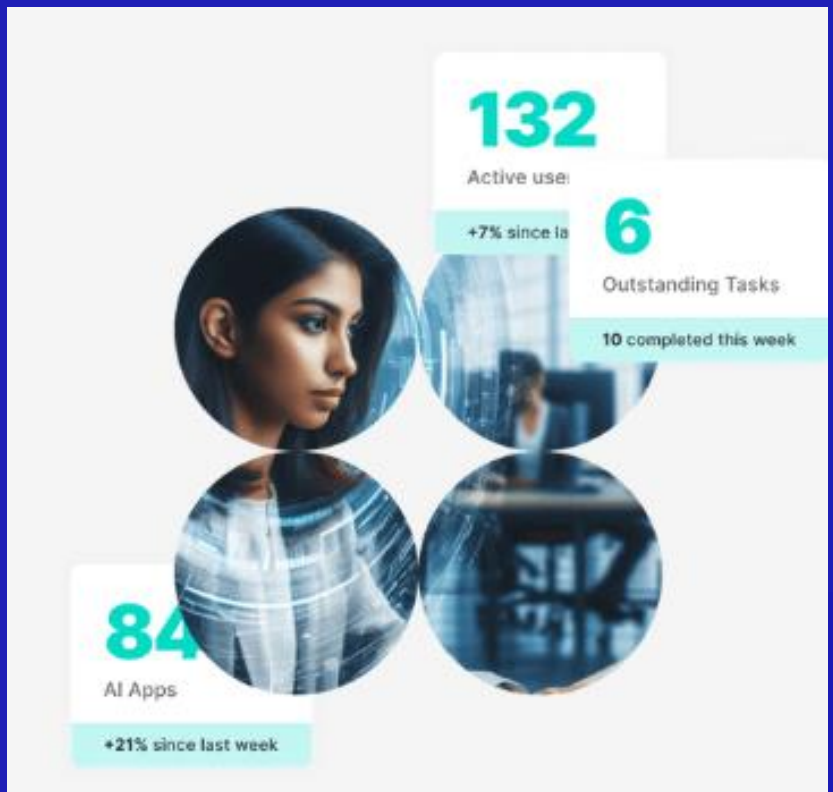 132
Active use
+7% since la
6
Outstanding Tasks
10 completed this week
84
AI Apps
+21% since last week